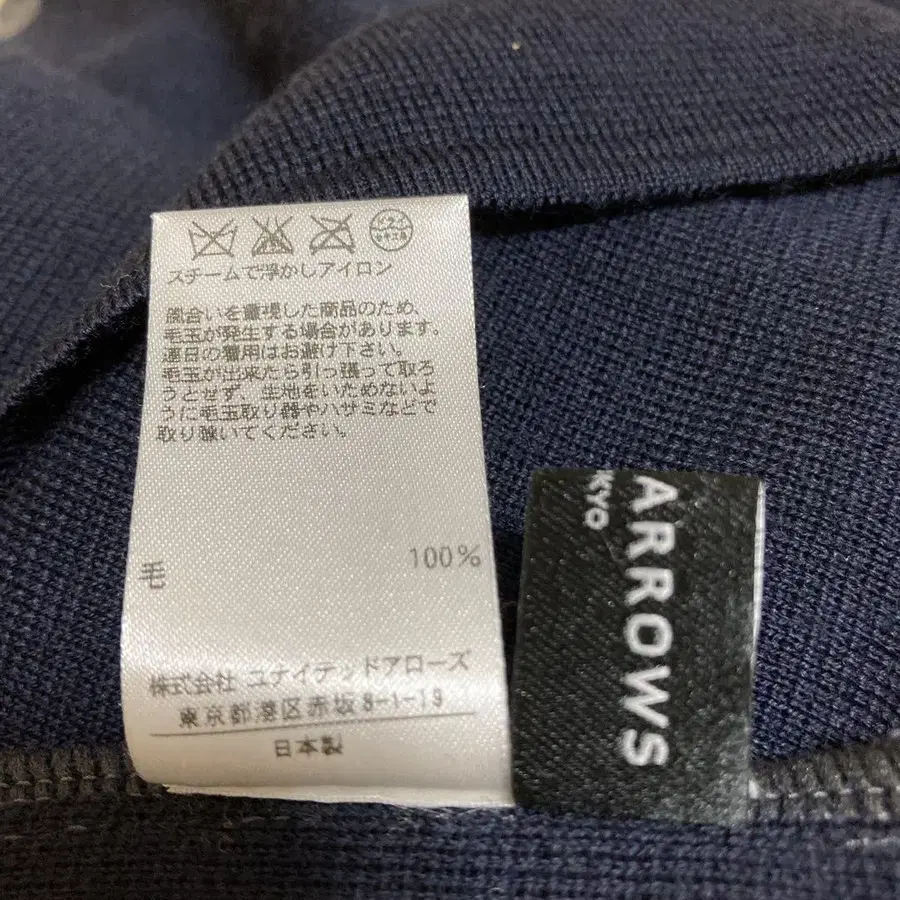 スチームで浮かしアイロン
風合いを重視した商品のため、
毛玉が発生する場合があります。
連日の着用はお避け下さい。
毛玉が出来たら引っ張って取ろ
うとせず、生地をいためないよ
うに毛玉取り器やハサミなどで
取り除いてください。
毛 100%
株式会社 ユナイテッドアローズ
東京都港区赤坂8-1-19
日本製
ARROWS